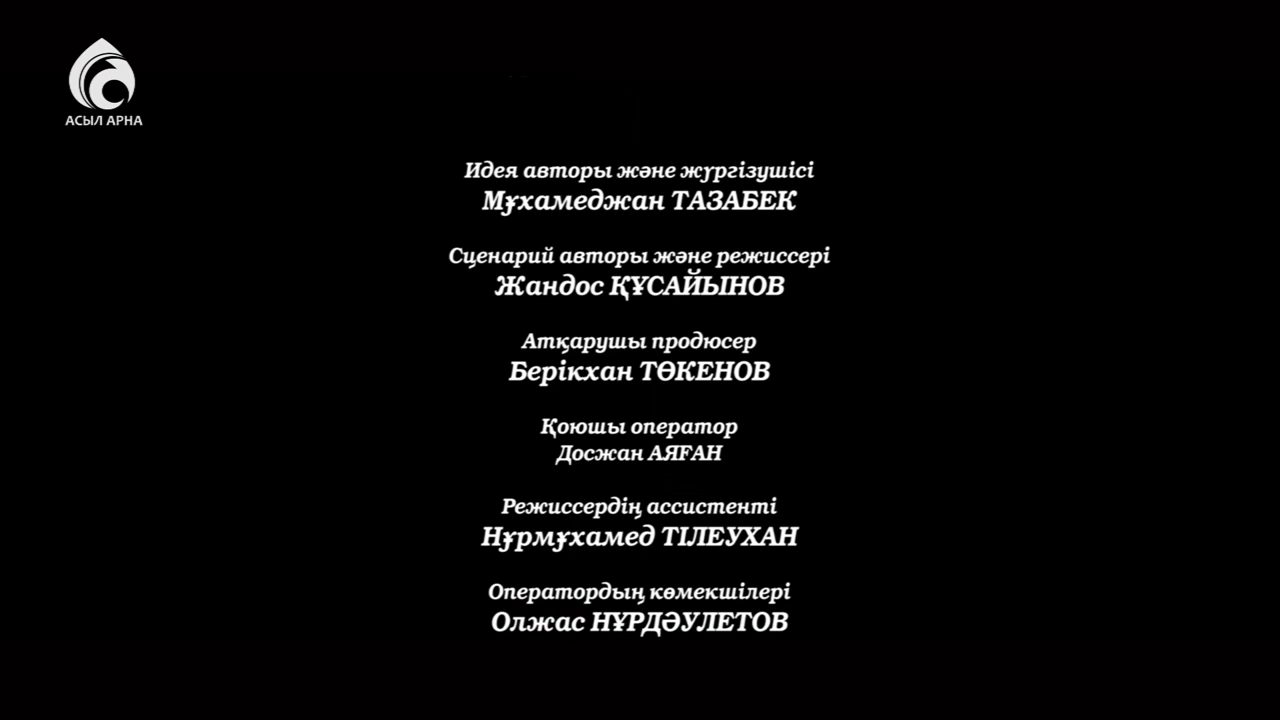 АСЫЛ АРНА
Идея авторы және жүргізушісі
Мұхамеджан ТАЗАБЕК
Сценарий авторы және режиссері
Жандос ҚҰСАЙЫНОВ
Атқарушы продюсер
Берікхан ТӨКЕНОВ
Қоюшы оператор
Досжан АЯҒАН
Режиссердің ассистенті
Нұрмұхамед ТІЛЕУХАН
Оператордың көмекшілері
Олжас НҰРДӘУЛЕТОВ